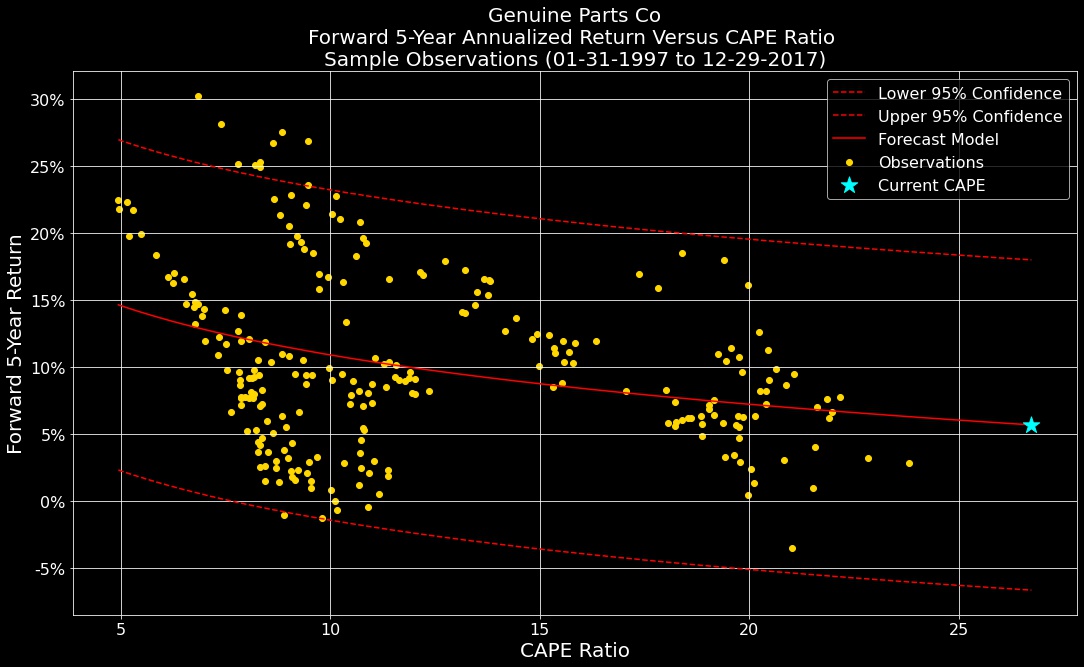 Genuine Parts Co
Forward 5-Year Annualized Return Versus CAPE Ratio
Sample Observations (01-31-1997 to 12-29-2017)
Lower 95% Confidence
Upper 95% Confidence
Forecast Model
Observations
Current CAPE
Forward 5-Year Return
30%
25%
20%
15%
10%
5%
0%
-5%
5
10
15
20
25
CAPE Ratio